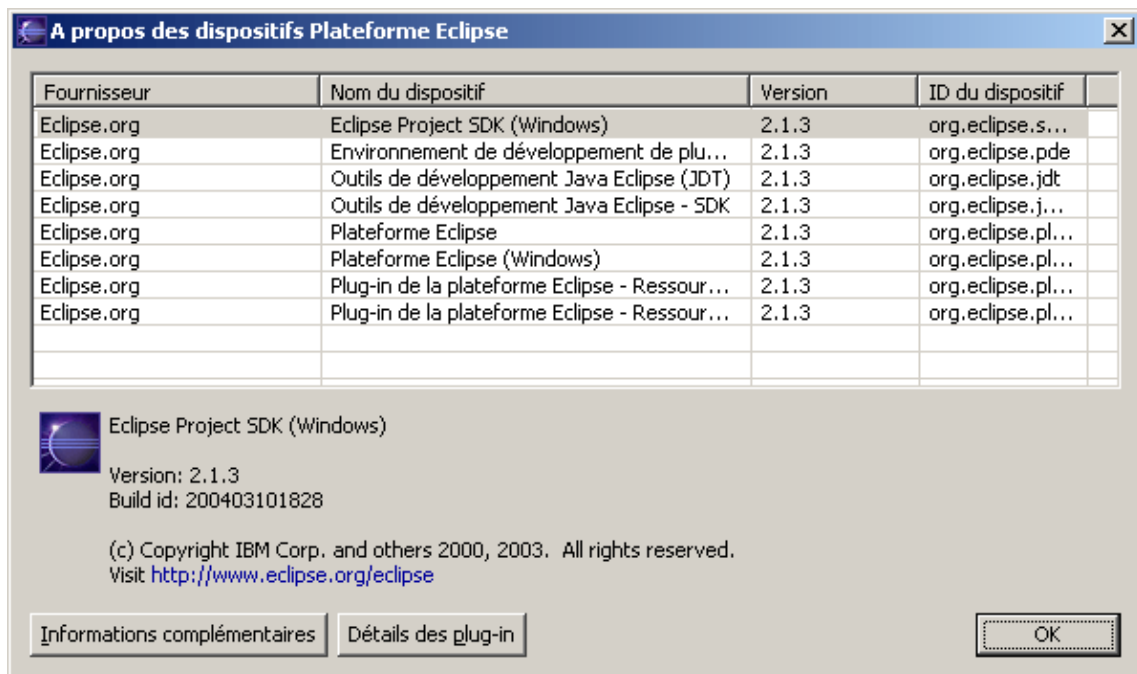 A propos des dispositifs Plateforme Eclipse
Fournisseur Nom du dispositif Version ID du dispositif
Eclipse.org Eclipse Project SDK (Windows) 2.1.3 org.eclipse.s...
Eclipse.org Environnement de développement de plu... 2.1.3 org.eclipse.pde
Eclipse.org Outils de développement Java Eclipse (JDT) 2.1.3 org.eclipse.jdt
Eclipse.org Outils de développement Java Eclipse - SDK 2.1.3 org.eclipse.j...
Eclipse.org Plateforme Eclipse 2.1.3 org.eclipse.pl...
Eclipse.org Plateforme Eclipse (Windows) 2.1.3 org.eclipse.pl...
Eclipse.org Plug-in de la plateforme Eclipse - Ressour... 2.1.3 org.eclipse.pl...
Eclipse.org Plug-in de la plateforme Eclipse - Ressour... 2.1.3 org.eclipse.pl...
Eclipse Project SDK (Windows)
Version: 2.1.3
Build id: 200403101828
(c) Copyright IBM Corp. and others 2000, 2003. All rights reserved.
Visit http://www.eclipse.org/eclipse
Informations complémentaires Détails des plug-in OK